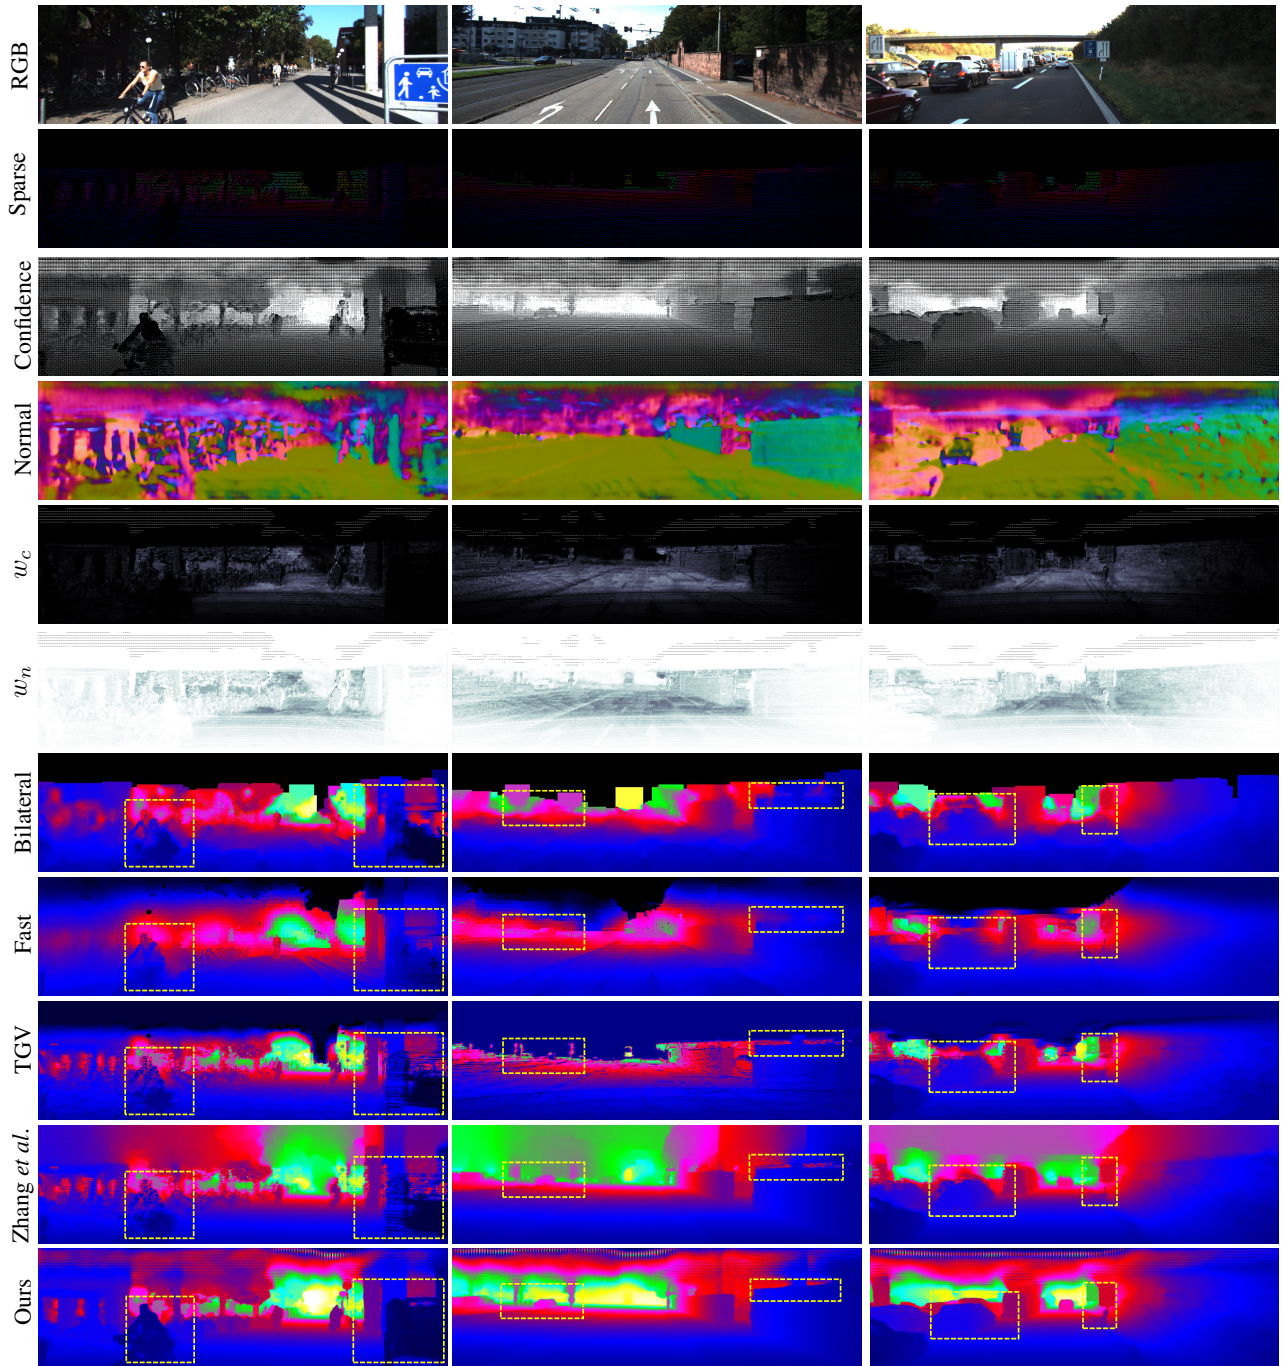 RGB
Sparse
Confidence
Normal
w_c
w_n
Bilateral
Fast
TGV
Zhang et al.
Ours